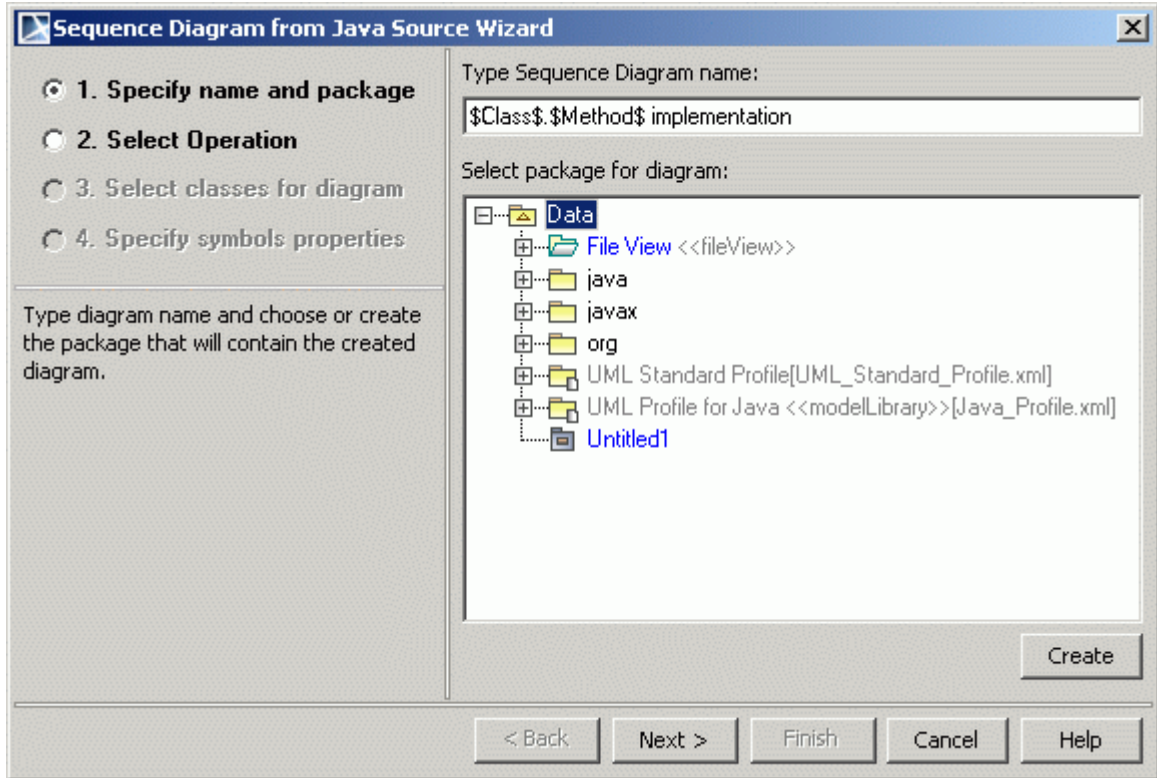 Sequence Diagram from Java Source Wizard
1. Specify name and package
2. Select Operation
3. Select classes for diagram
4. Specify symbols properties
Type diagram name and choose or create
the package that will contain the created
diagram.
Type Sequence Diagram name:
$Class$.$Method$ implementation
Select package for diagram:
Data
File View <<fileView>>
java
javax
org
UML Standard Profile[UML_Standard_Profile.xml]
UML Profile for Java <<modelLibrary>>[Java_Profile.xml]
Untitled1
Create
< Back Next > Finish Cancel Help